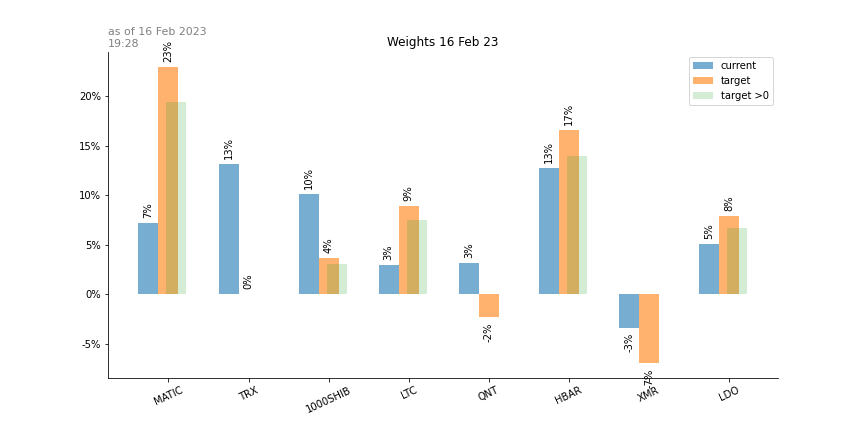 as of 16 Feb 2023
19:28
Weights 16 Feb 23
current
target
target >0
20%
15%
10%
5%
0%
-5%
7%
23%
13%
0%
10%
4%
3%
9%
3%
-2%
13%
17%
-3%
-7%
5%
8%
MATIC
TRX
1000SHIB
LTC
QNT
HBAR
XMR
LDO